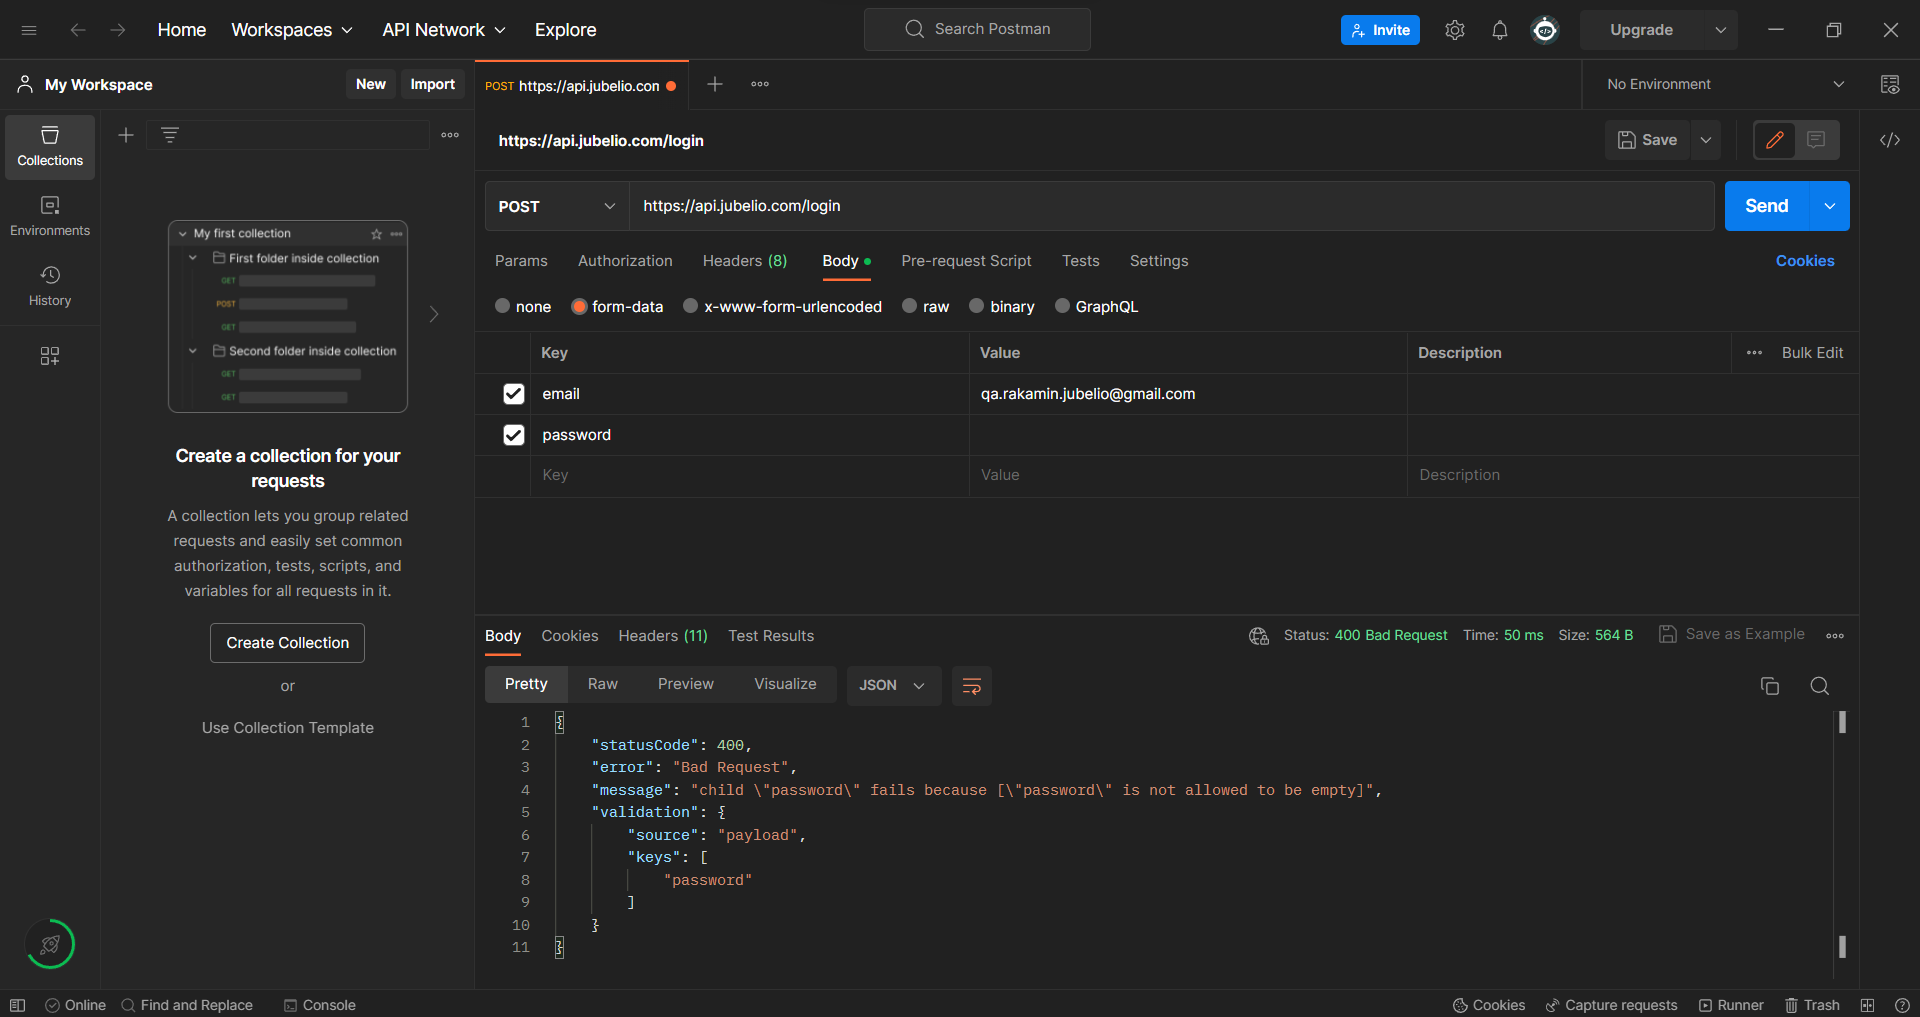 Home Workspaces API Network Explore Search Postman Invite Upgrade
My Workspace New Import POST https://api.jubelio.con No Environment
Collections
Environments
History
My first collection
First folder inside collection
GET
POST
GET
Second folder inside collection
GET
GET
Create a collection for your
requests
A collection lets you group related
requests and easily set common
authorization, tests, scripts, and
variables for all requests in it.
Create Collection
or
Use Collection Template
https://api.jubelio.com/login Save
POST https://api.jubelio.com/login Send
Params Authorization Headers (8) Body Pre-request Script Tests Settings Cookies
none form-data x-www-form-urlencoded raw binary GraphQL
Key Value Description Bulk Edit
email qa.rakamin.jubelio@gmail.com
password
Key Value Description
Body Cookies Headers (11) Test Results Status: 400 Bad Request Time: 50 ms Size: 564 B Save as Example
Pretty Raw Preview Visualize JSON
1 {
2 "statusCode": 400,
3 "error": "Bad Request",
4 "message": "child \"password\" fails because [\"password\" is not allowed to be empty]",
5 "validation": {
6 "source": "payload",
7 "keys": [
8 "password"
9 ]
10 }
11 }
Online Find and Replace Console Cookies Capture requests Runner Trash